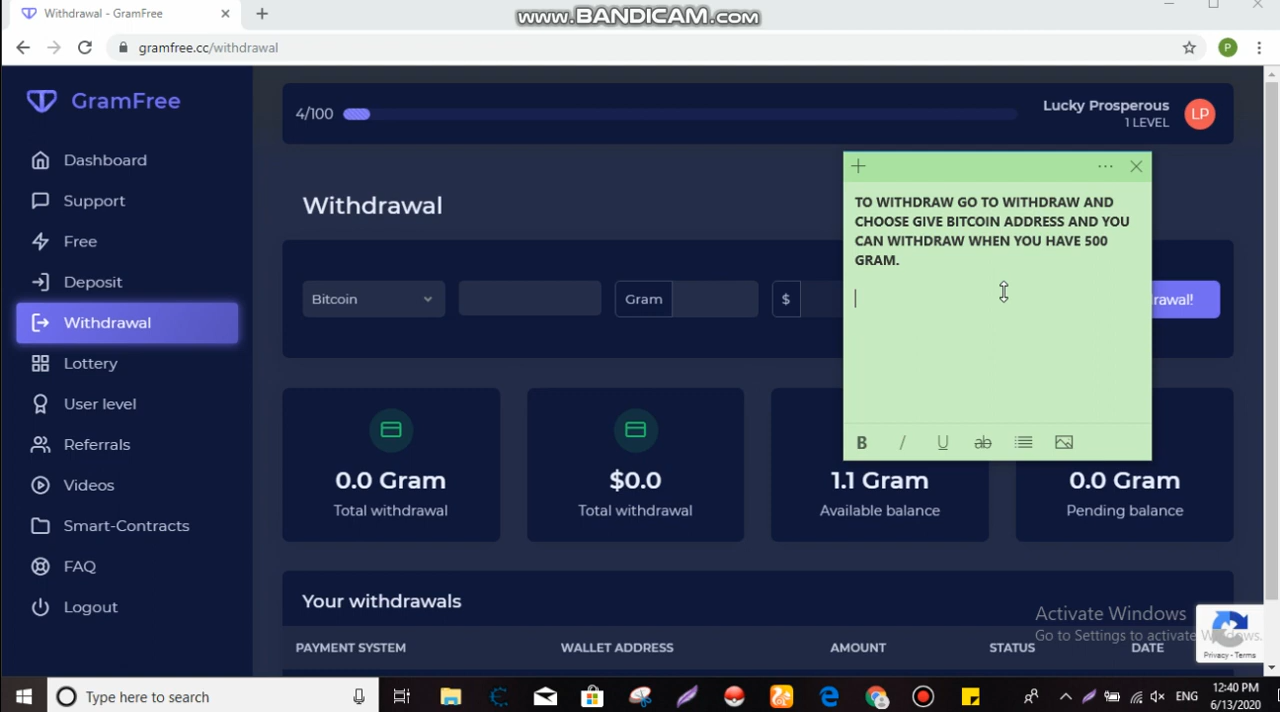 Withdrawal - GramFree
www.BANDICAM.com
gramfree.cc/withdrawal
P
GramFree
4/100
Lucky Prosperous
1 LEVEL
LP
Dashboard
Support
Free
Deposit
Withdrawal
Lottery
User level
Referrals
Videos
Smart-Contracts
FAQ
Logout
Withdrawal
TO WITHDRAW GO TO WITHDRAW AND
CHOOSE GIVE BITCOIN ADDRESS AND YOU
CAN WITHDRAW WHEN YOU HAVE 500
GRAM.
Bitcoin
Gram
$
rawal!
B / U ab
0.0 Gram
Total withdrawal
$0.0
Total withdrawal
1.1 Gram
Available balance
0.0 Gram
Pending balance
Your withdrawals
PAYMENT SYSTEM WALLET ADDRESS AMOUNT STATUS DATE
Activate Windows
Go to Settings to activate Windows.
Privacy - Terms
Type here to search
ENG
12:40 PM
6/13/2020